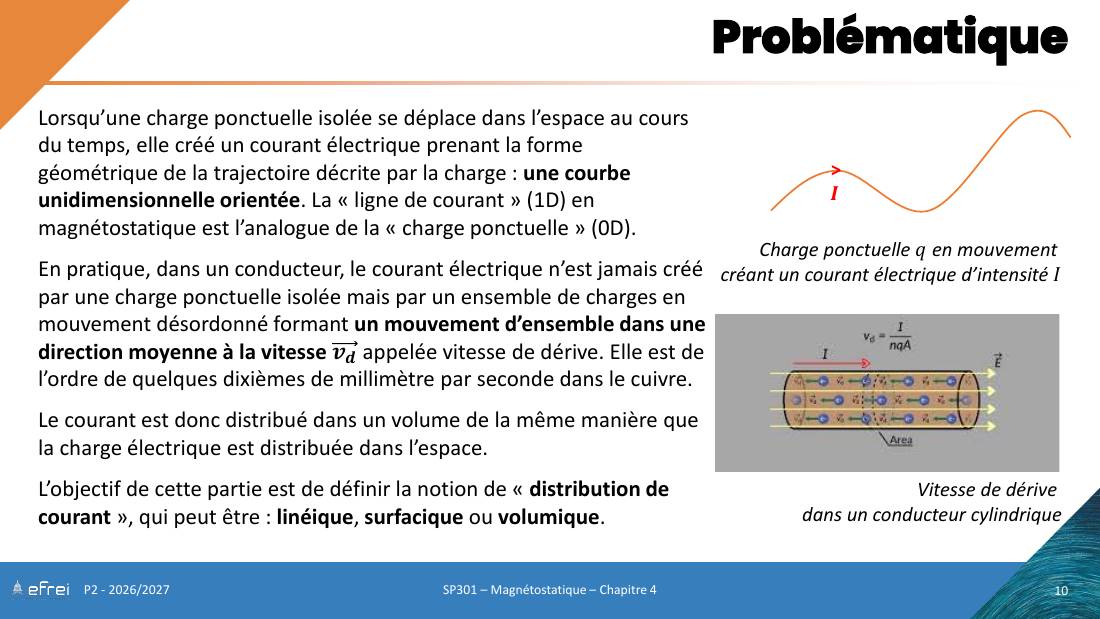 Problématique
Lorsqu’une charge ponctuelle isolée se déplace dans l’espace au cours
du temps, elle créé un courant électrique prenant la forme
géométrique de la trajectoire décrite par la charge : une courbe
unidimensionnelle orientée. La « ligne de courant » (1D) en
magnétostatique est l’analogue de la « charge ponctuelle » (0D).
En pratique, dans un conducteur, le courant électrique n’est jamais créé
par une charge ponctuelle isolée mais par un ensemble de charges en
mouvement désordonné formant un mouvement d’ensemble dans une
direction moyenne à la vitesse \overrightarrow{v_d} appelée vitesse de dérive. Elle est de
l’ordre de quelques dixièmes de millimètre par seconde dans le cuivre.
Le courant est donc distribué dans un volume de la même manière que
la charge électrique est distribuée dans l’espace.
L’objectif de cette partie est de définir la notion de « distribution de
courant », qui peut être : linéique, surfacique ou volumique.
I
Charge ponctuelle q en mouvement
créant un courant électrique d’intensité I
v_d = \frac{I}{nqA}
I
\vec{E}
Area
Vitesse de dérive
dans un conducteur cylindrique
efrei
P2 - 2026/2027
SP301 – Magnétostatique – Chapitre 4
10